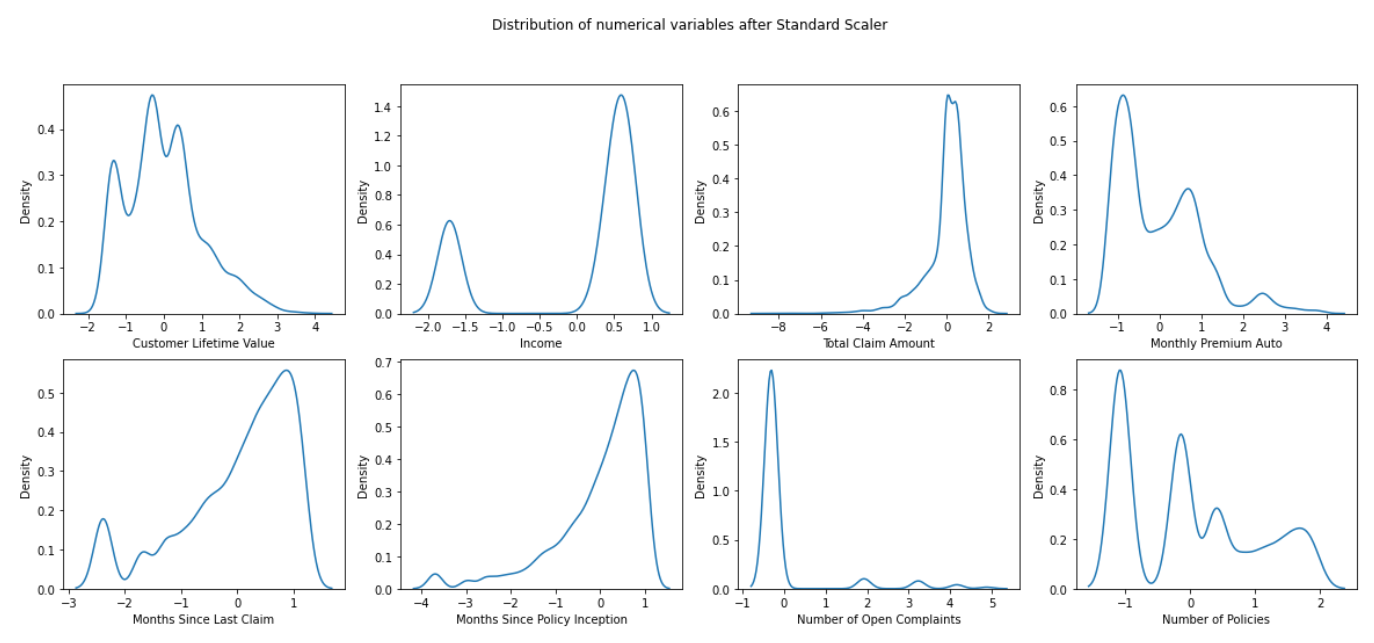 Distribution of numerical variables after Standard Scaler
Density
0.4
0.3
0.2
0.1
0.0
−2 −1 0 1 2 3 4
Customer Lifetime Value
Density
1.4
1.2
1.0
0.8
0.6
0.4
0.2
0.0
−2.0 −1.5 −1.0 −0.5 0.0 0.5 1.0
Income
Density
0.6
0.5
0.4
0.3
0.2
0.1
0.0
−8 −6 −4 −2 0 2
Total Claim Amount
Density
0.6
0.5
0.4
0.3
0.2
0.1
0.0
−1 0 1 2 3 4
Monthly Premium Auto
Density
0.5
0.4
0.3
0.2
0.1
0.0
−3 −2 −1 0 1
Months Since Last Claim
Density
0.7
0.6
0.5
0.4
0.3
0.2
0.1
0.0
−4 −3 −2 −1 0 1
Months Since Policy Inception
Density
2.0
1.5
1.0
0.5
0.0
−1 0 1 2 3 4 5
Number of Open Complaints
Density
0.8
0.6
0.4
0.2
0.0
−1 0 1 2
Number of Policies